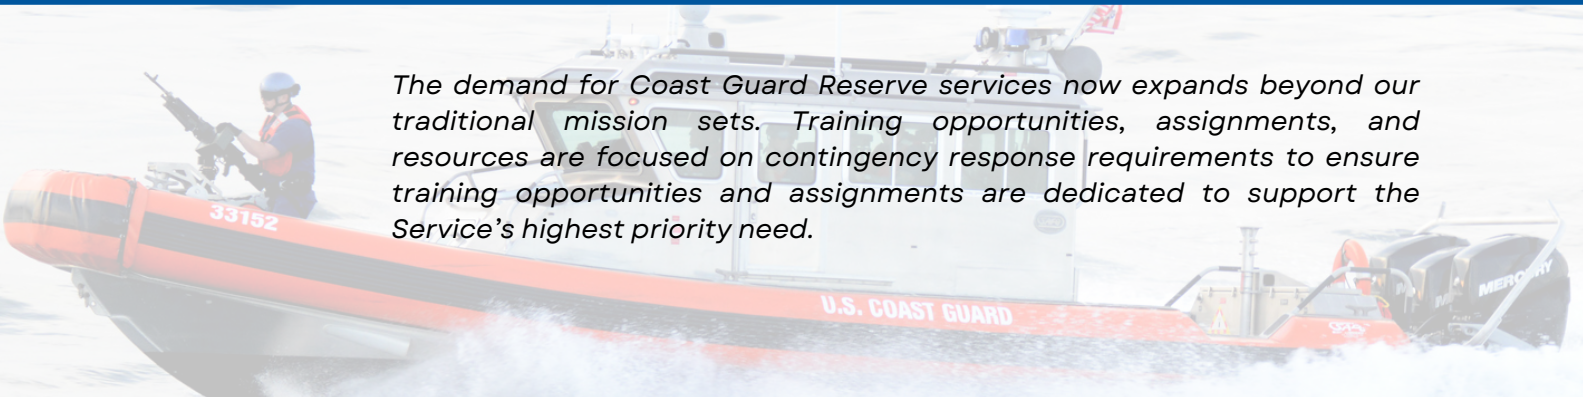 The demand for Coast Guard Reserve services now expands beyond our
traditional mission sets. Training opportunities, assignments, and
resources are focused on contingency response requirements to ensure
training opportunities and assignments are dedicated to support the
Service’s highest priority need.
33152
U.S. COAST GUARD
MERCURY